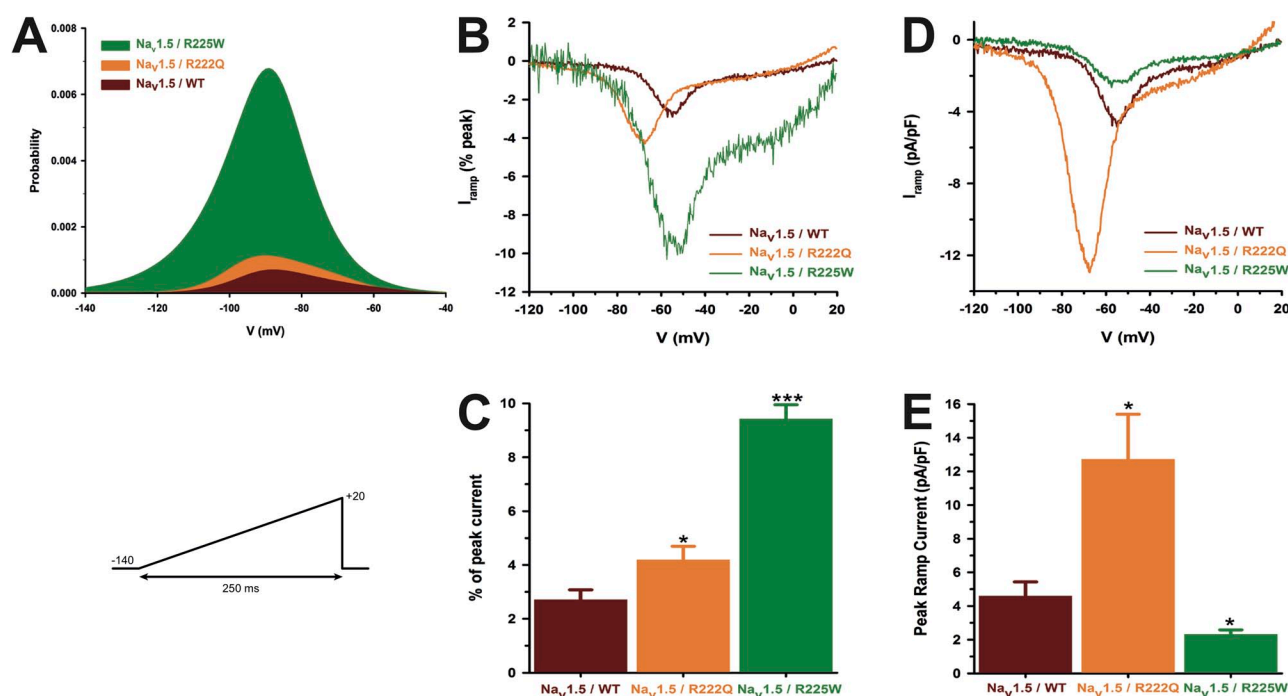 A
0.008
0.006
0.004
0.002
0.000
Probability
Nav1.5 / R225W
Nav1.5 / R222Q
Nav1.5 / WT
-140 -120 -100 -80 -60 -40
V (mV)
B
2
0
-2
-4
-6
-8
-10
-12
Iramp (% peak)
Nav1.5 / WT
Nav1.5 / R222Q
Nav1.5 / R225W
-120 -100 -80 -60 -40 -20 0 20
V (mV)
D
0
-2
-4
-6
-8
-10
-12
Iramp (pA/pF)
Nav1.5 / WT
Nav1.5 / R222Q
Nav1.5 / R225W
-120 -100 -80 -60 -40 -20 0 20
V (mV)
-140
+20
250 ms
C
10
8
6
4
2
0
% of peak current
*
***
Nav1.5 / WT Nav1.5 / R222Q Nav1.5 / R225W
E
16
14
12
10
8
6
4
2
0
Peak Ramp Current (pA/pF)
*
*
Nav1.5 / WT Nav1.5 / R222Q Nav1.5 / R225W